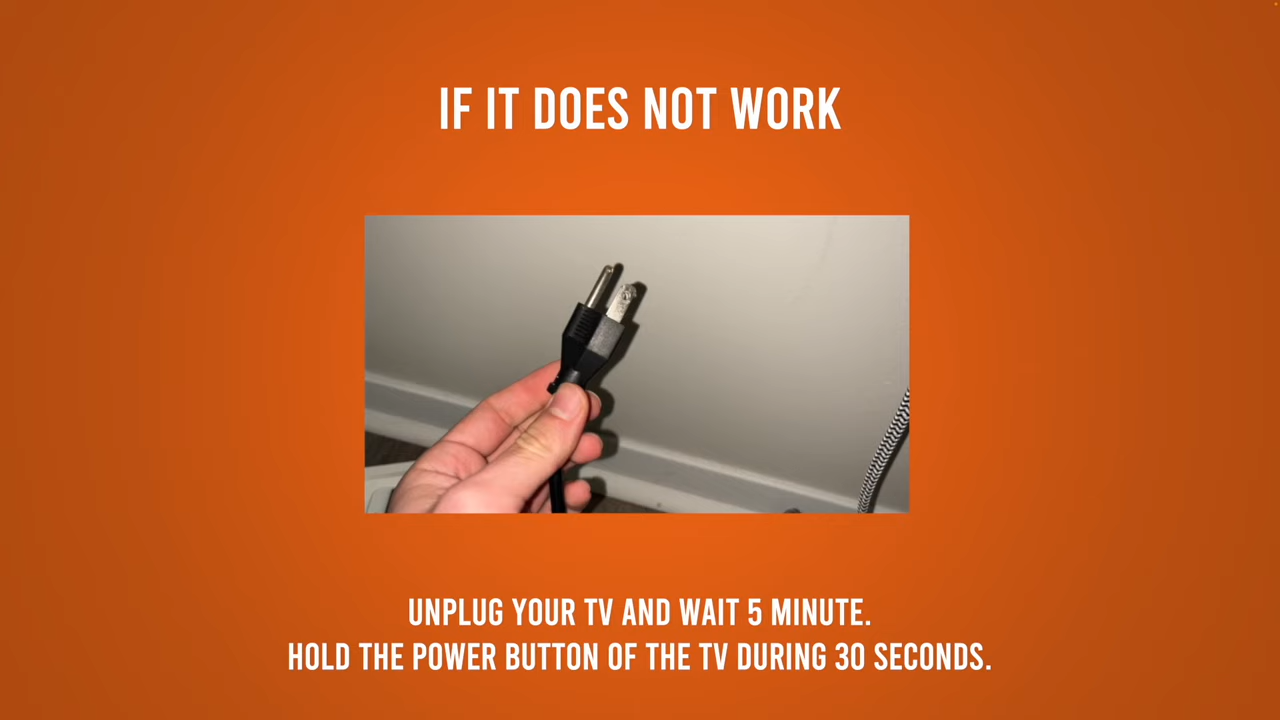 IF IT DOES NOT WORK
UNPLUG YOUR TV AND WAIT 5 MINUTE.
HOLD THE POWER BUTTON OF THE TV DURING 30 SECONDS.